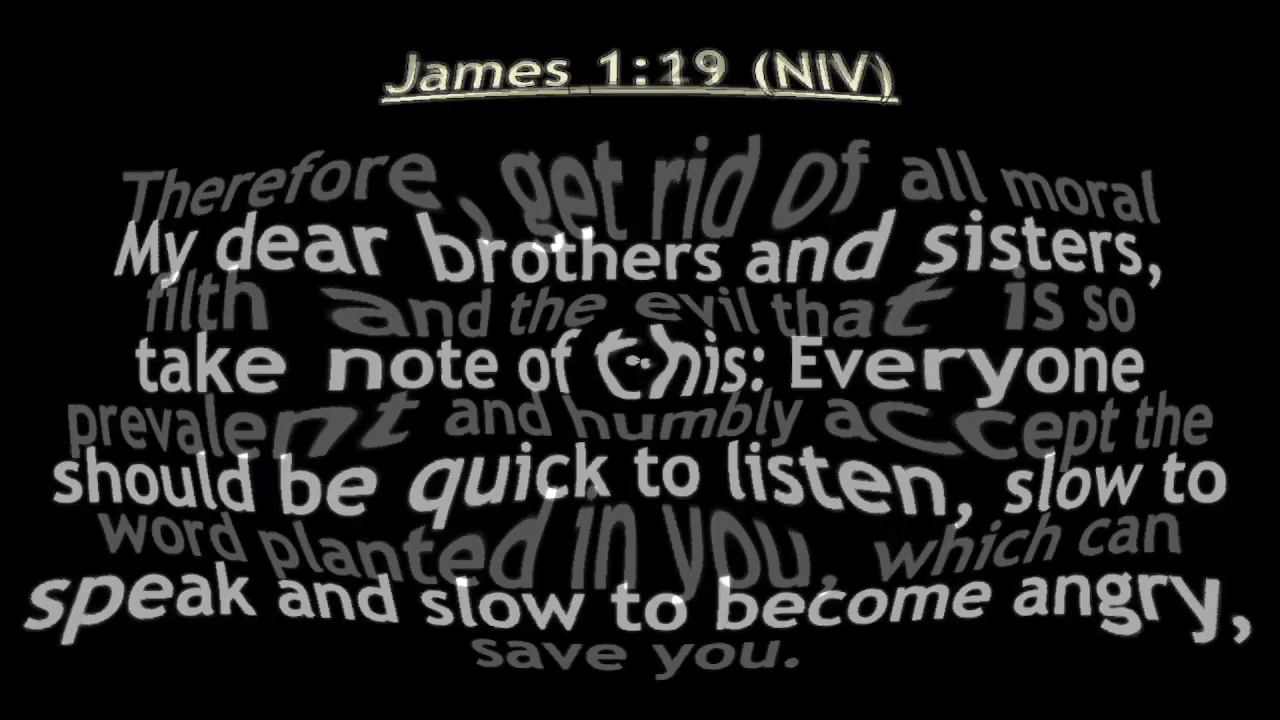 James 1:19 (NIV)
Therefore, get rid of all moral
My dear brothers and sisters,
filth and the evil that is so
take note of this: Everyone
prevalent and humbly accept the
should be quick to listen, slow to
word planted in you, which can
speak and slow to become angry,
save you.